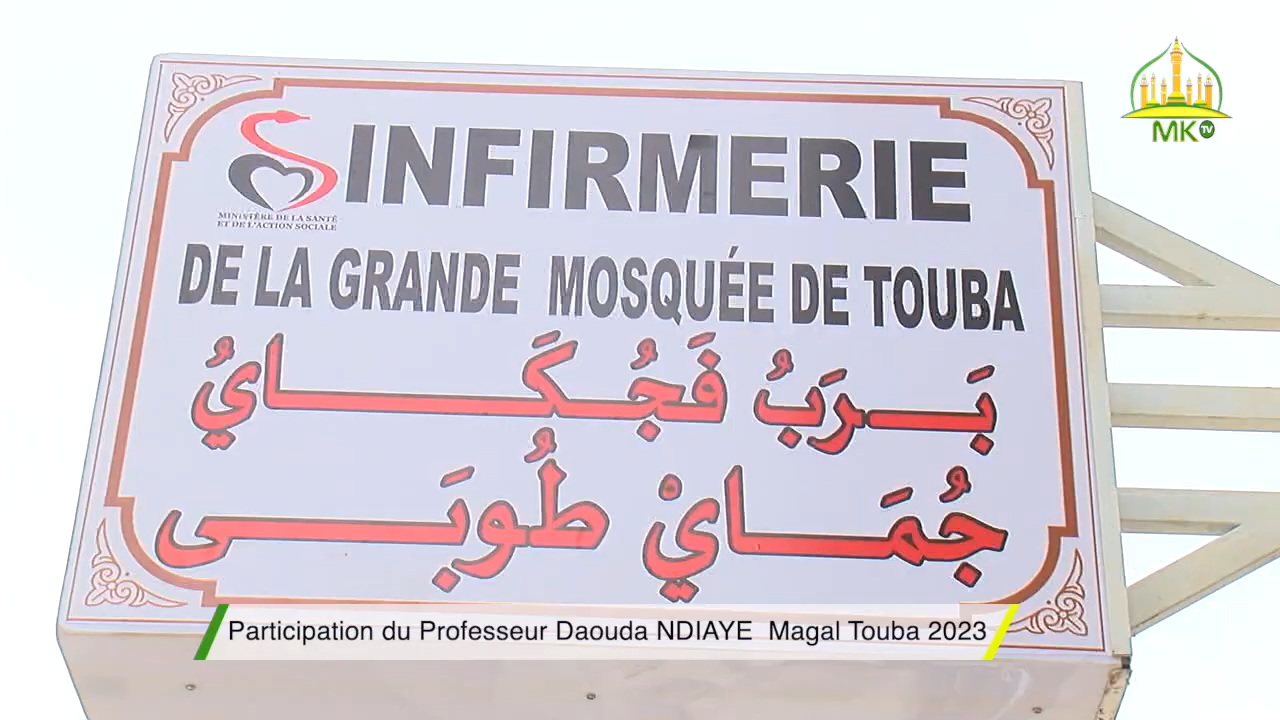 MK TV
INFIRMERIE
MINISTÈRE DE LA SANTÉ
ET DE L'ACTION SOCIALE
DE LA GRANDE MOSQUÉE DE TOUBA
بَرَبُ فَجُكَايُ
جُمَايْ طُوبَى
Participation du Professeur Daouda NDIAYE Magal Touba 2023